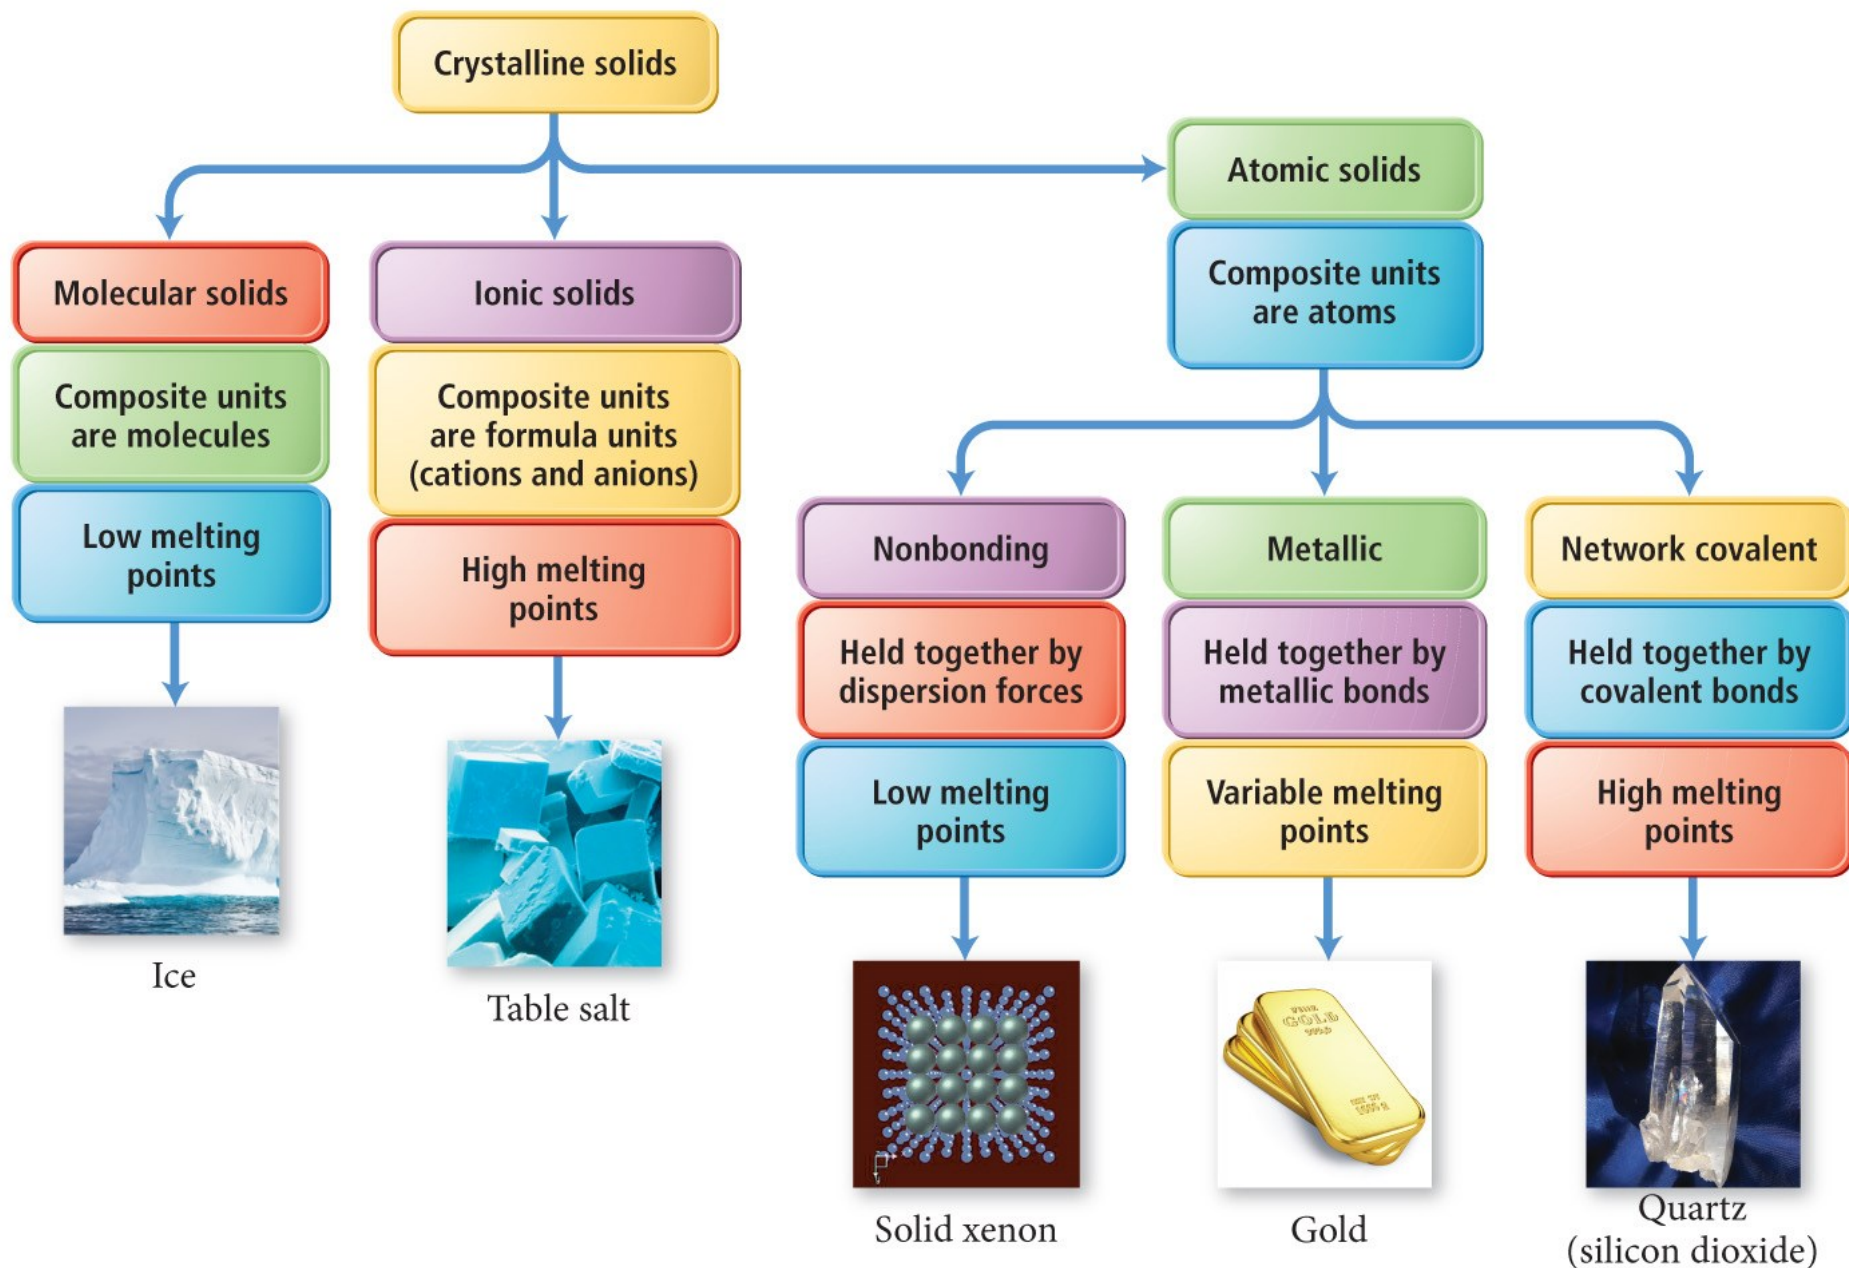 Crystalline solids
Atomic solids
Composite units
are atoms
Molecular solids
Composite units
are molecules
Low melting
points
Ice
Ionic solids
Composite units
are formula units
(cations and anions)
High melting
points
Table salt
Nonbonding
Held together by
dispersion forces
Low melting
points
Solid xenon
Metallic
Held together by
metallic bonds
Variable melting
points
GOLD
Gold
Network covalent
Held together by
covalent bonds
High melting
points
Quartz
(silicon dioxide)